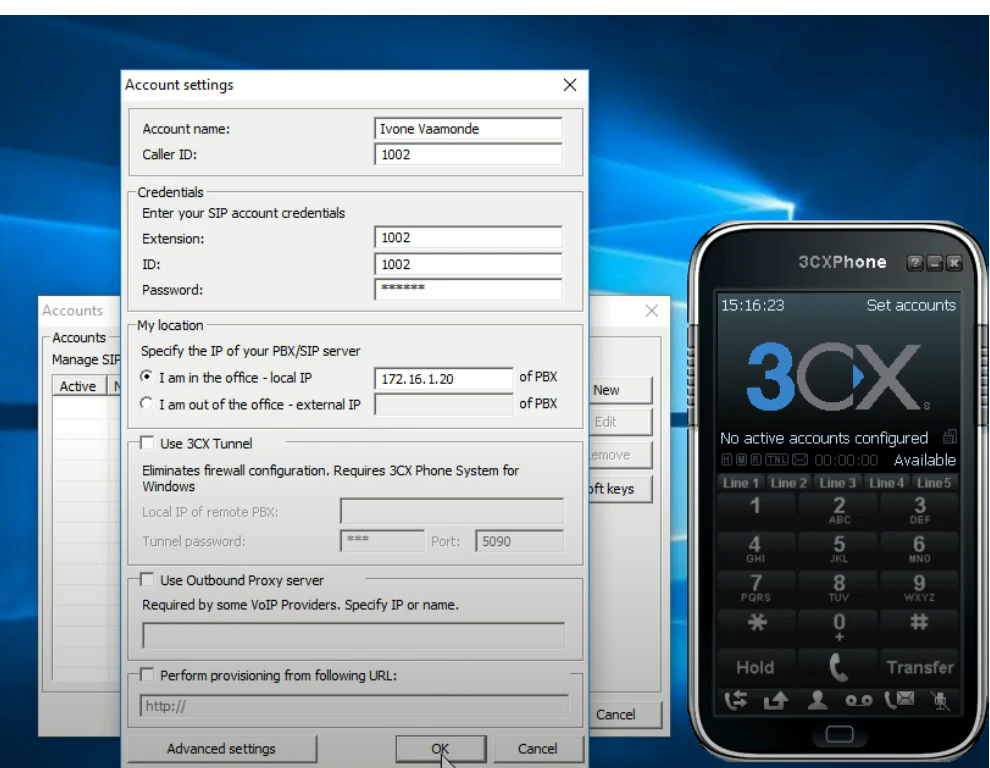 Account settings
Account name: Ivone Vaamonde
Caller ID: 1002
Credentials
Enter your SIP account credentials
Extension: 1002
ID: 1002
Password: ******
My location
Specify the IP of your PBX/SIP server
I am in the office - local IP 172.16.1.20 of PBX
I am out of the office - external IP of PBX
Use 3CX Tunnel
Eliminates firewall configuration. Requires 3CX Phone System for
Windows
Local IP of remote PBX:
Tunnel password: *** Port: 5090
Use Outbound Proxy server
Required by some VoIP Providers. Specify IP or name.
Perform provisioning from following URL:
http://
Advanced settings OK Cancel
Accounts
Accounts
Manage SIP
Active N
New
Edit
emove
oft keys
Cancel
3CXPhone
15:16:23 Set accounts
3CX
No active accounts configured
H M R TNL 00:00:00 Available
Line 1 Line 2 Line 3 Line 4 Line5
1 2 3
ABC DEF
4 5 6
GHI JKL MNO
7 8 9
PQRS TUV WXYZ
* 0 #
+
Hold Transfer